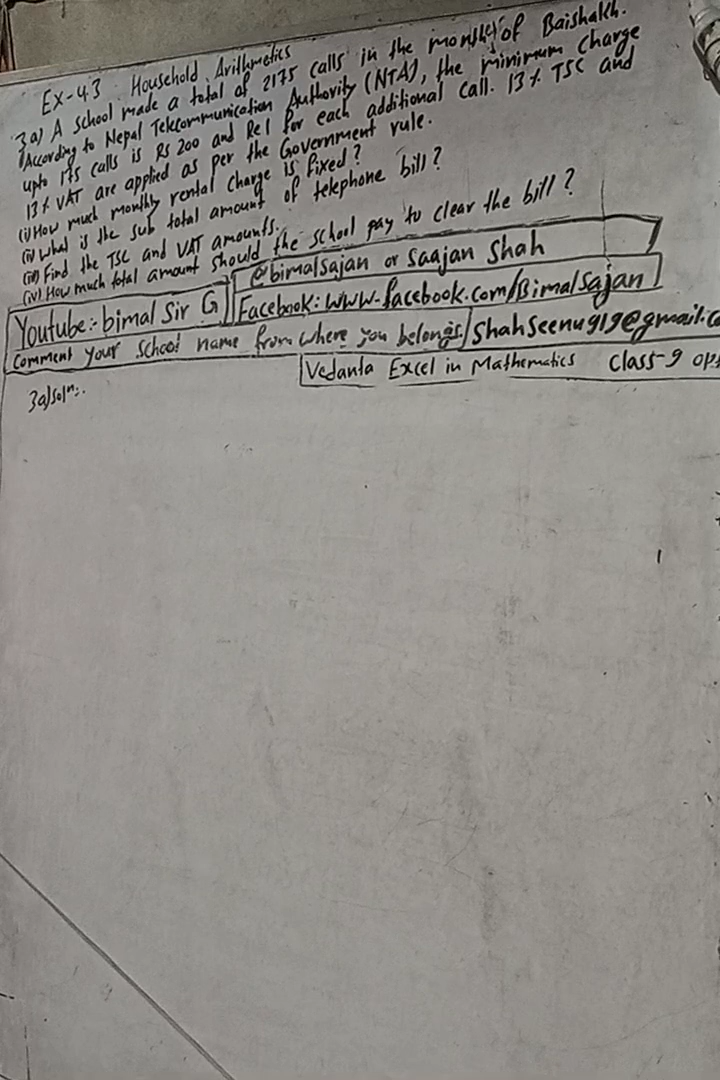 Ex-4.3 Household Arithmetics
3a) A school made a total of 2175 calls in the months of Baishakh.
According to Nepal Telecommunication Authority (NTA), the minimum charge
upto 175 calls is Rs 200 and Re 1 for each additional call. 13% TSC and
13% VAT are applied as per the Government rule.
(i) How much monthly rental charge is fixed?
(ii) What is the sub total amount of telephone bill?
(iii) Find the TSC and VAT amounts.
(iv) How much total amount should the school pay to clear the bill?
@bimalsajan or Saajan Shah
Youtube:- bimal Sir G
Facebook: www.facebook.com/BimalSajan
Comment your school name from where you belongs.
Shahseenu919@gmail.c
Vedanta Excel in Mathematics Class-9 op
3a) Soln:.